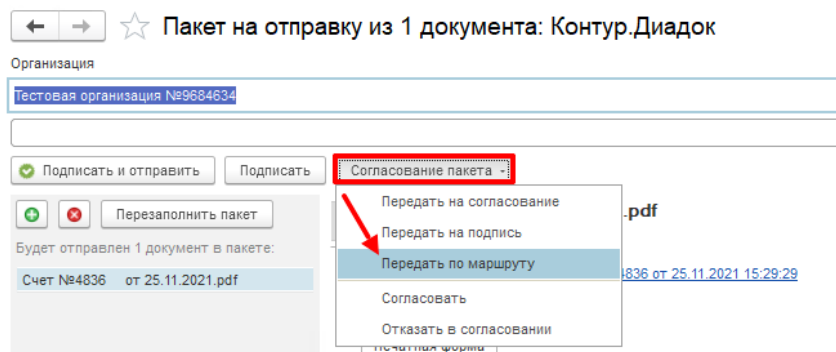 Пакет на отправку из 1 документа: Контур.Диадок
Организация
Тестовая организация №9684634
Подписать и отправить
Подписать
Согласование пакета
Перезаполнить пакет
Будет отправлен 1 документ в пакете:
Счет №4836 от 25.11.2021.pdf
Передать на согласование
Передать на подпись
Передать по маршруту
Согласовать
Отказать в согласовании
.pdf
4836 от 25.11.2021 15:29:29
Печатная форма